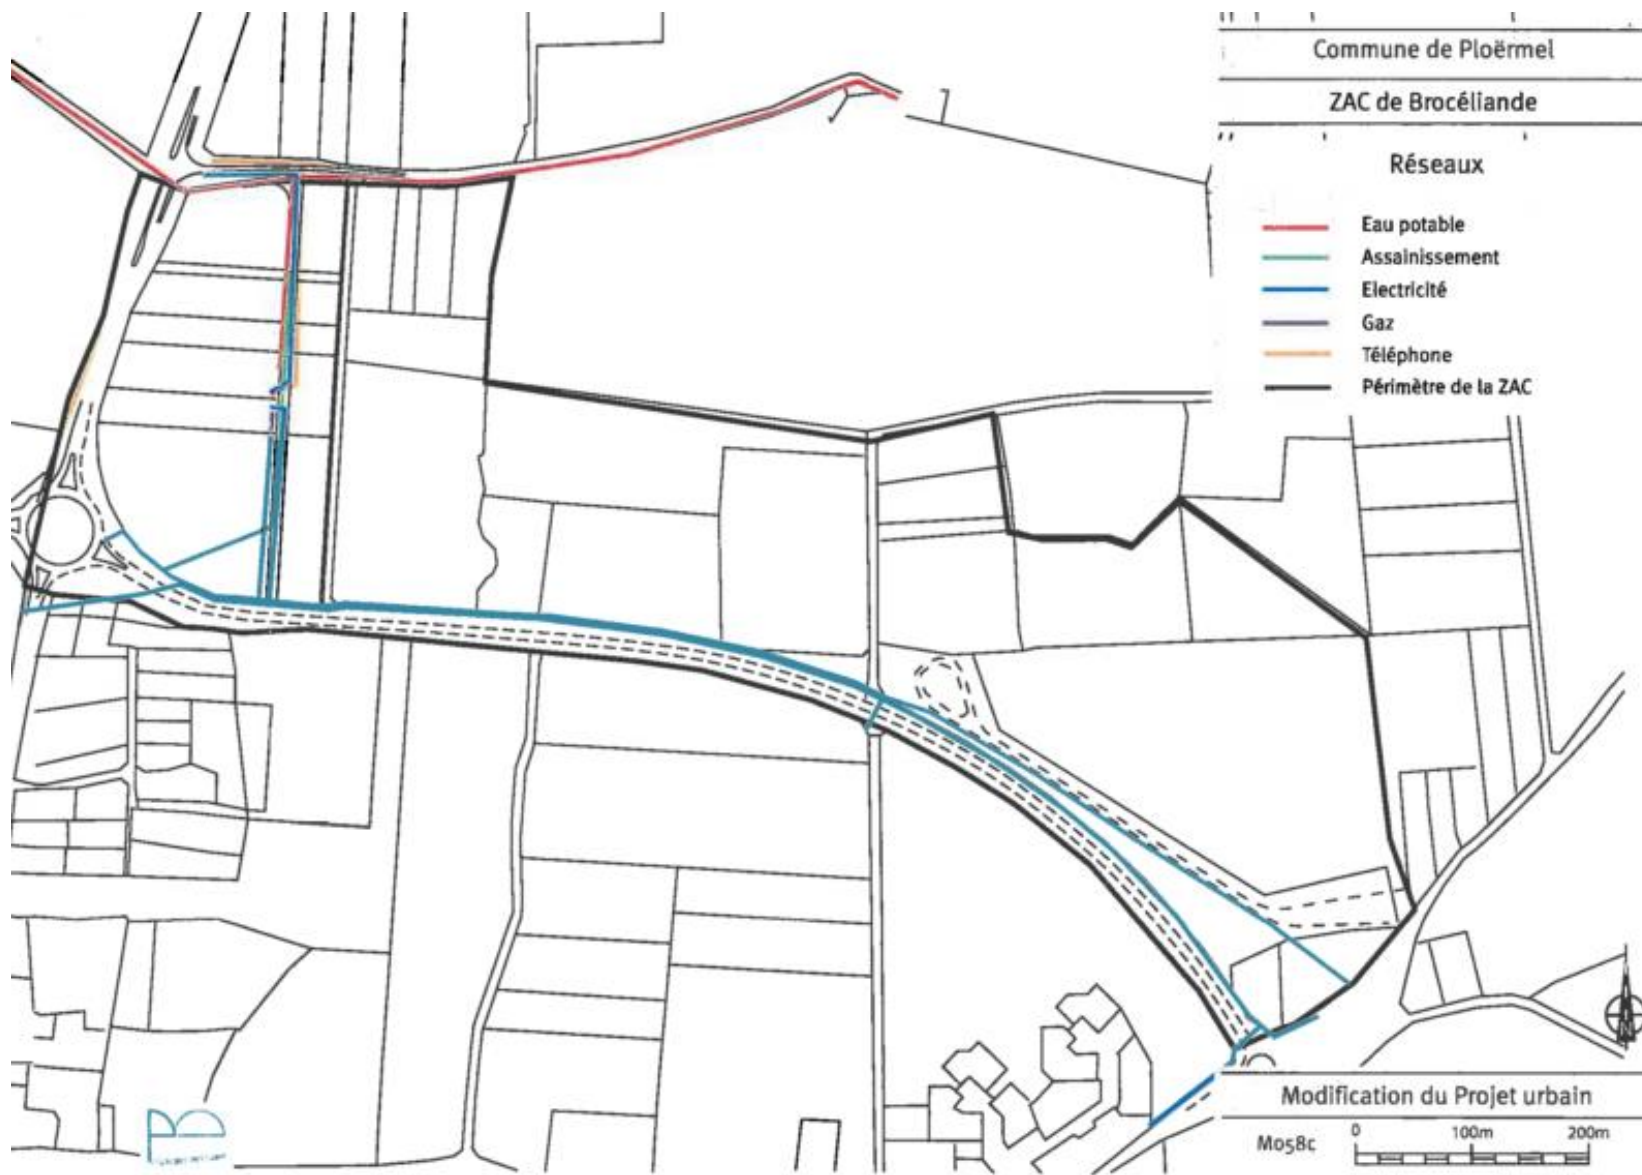 Commune de Ploërmel
ZAC de Brocéliande
Réseaux
Eau potable
Assainissement
Electricité
Gaz
Téléphone
Périmètre de la ZAC
Modification du Projet urbain
M058c
0 100m 200m